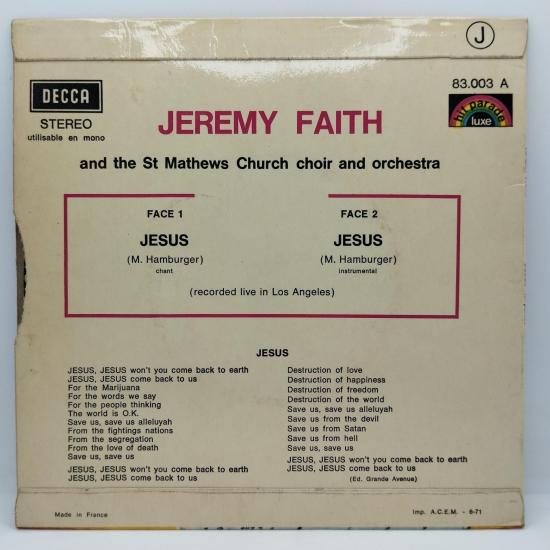 J
DECCA
STEREO
utilisable en mono
83.003 A
hit parade
luxe
JEREMY FAITH
and the St Mathews Church choir and orchestra
FACE 1
JESUS
(M. Hamburger)
chant
FACE 2
JESUS
(M. Hamburger)
instrumental
(recorded live in Los Angeles)
JESUS
JESUS, JESUS won't you come back to earth
JESUS, JESUS come back to us
For the Marijuana
For the words we say
For the people thinking
The world is O.K.
Save us, save us alleluyah
From the fightings nations
From the segregation
From the love of death
Save us, save us
JESUS, JESUS won't you come back to earth
JESUS, JESUS come back to us
Destruction of love
Destruction of happiness
Destruction of freedom
Destruction of the world
Save us, save us alleluyah
Save us from the devil
Save us from Satan
Save us from hell
Save us, save us
JESUS, JESUS won't you come back to earth
JESUS, JESUS come back to us
(Ed. Grande Avenue)
Made in France
Imp. A.C.E.M. - 6-71